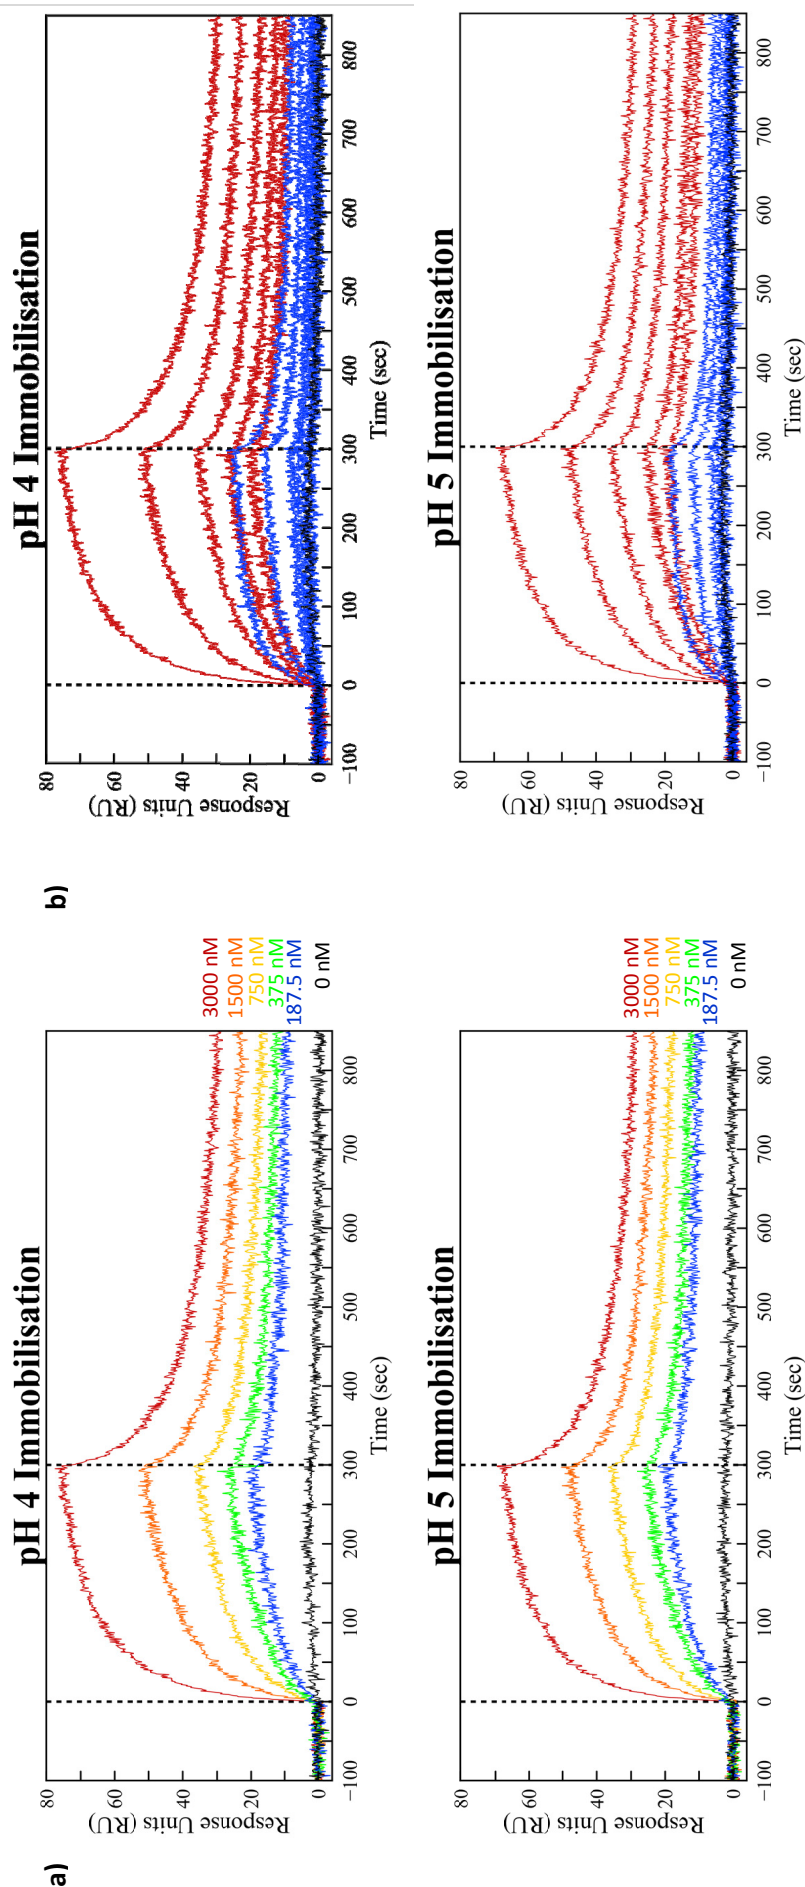 a)
pH 4 Immobilisation
80
60
40
20
0
Response Units (RU)
−100 0 100 200 300 400 500 600 700 800
Time (sec)
3000 nM
1500 nM
750 nM
375 nM
187.5 nM
0 nM
pH 5 Immobilisation
80
60
40
20
0
Response Units (RU)
−100 0 100 200 300 400 500 600 700 800
Time (sec)
3000 nM
1500 nM
750 nM
375 nM
187.5 nM
0 nM
b)
pH 4 Immobilisation
80
60
40
20
0
Response Units (RU)
−100 0 100 200 300 400 500 600 700 800
Time (sec)
pH 5 Immobilisation
80
60
40
20
0
Response Units (RU)
−100 0 100 200 300 400 500 600 700 800
Time (sec)